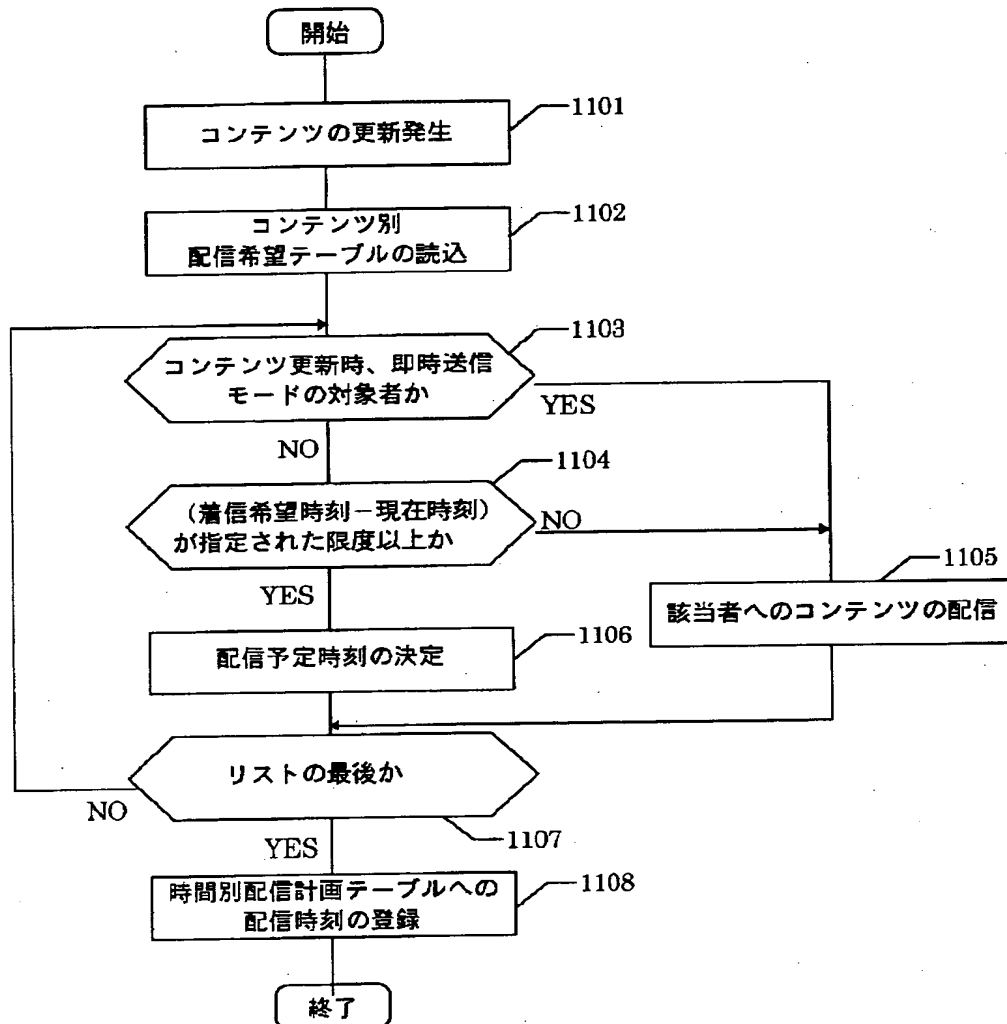 開始
コンテンツの更新発生
1101
コンテンツ別
配信希望テーブルの読込
1102
コンテンツ更新時、即時送信
モードの対象者か
1103
YES
NO
(着信希望時刻－現在時刻)
が指定された限度以上か
1104
NO
YES
該当者へのコンテンツの配信
1105
配信予定時刻の決定
1106
リストの最後か
NO
1107
YES
時間別配信計画テーブルへの
配信時刻の登録
1108
終了